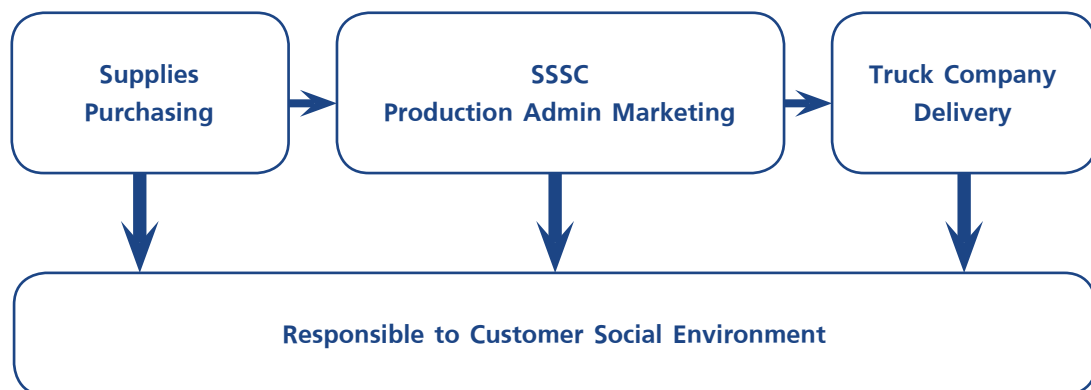 Supplies
Purchasing
SSSC
Production Admin Marketing
Truck Company
Delivery
Responsible to Customer Social Environment